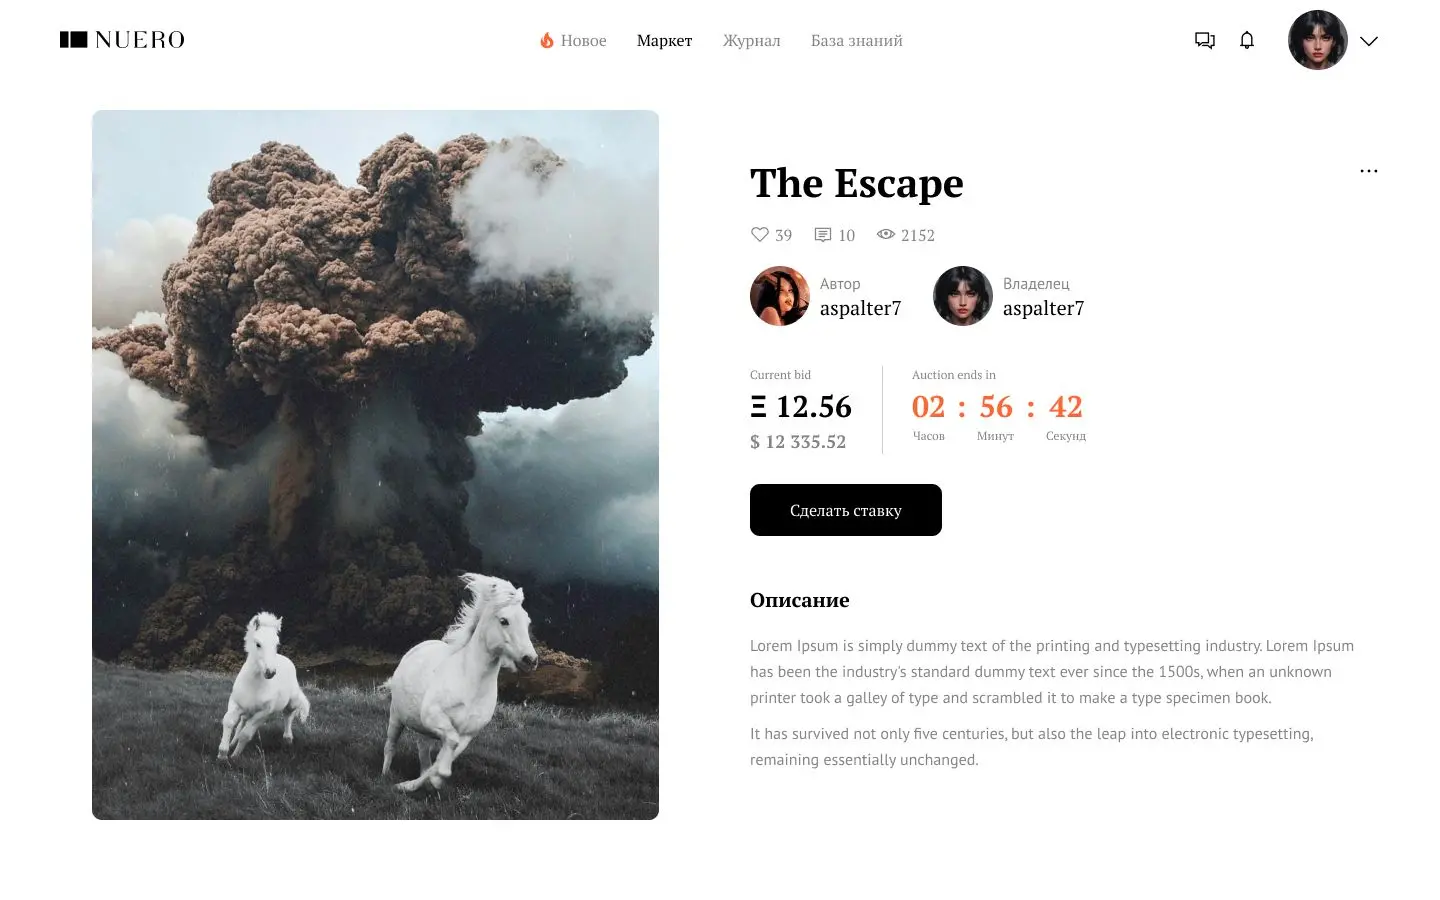 NUERO
Новое Маркет Журнал База знаний
The Escape
39 10 2152
Автор
aspalter7
Владелец
aspalter7
Current bid
Ξ 12.56
$ 12 335.52
Auction ends in
02 : 56 : 42
Часов Минут Секунд
Сделать ставку
Описание
Lorem Ipsum is simply dummy text of the printing and typesetting industry. Lorem Ipsum
has been the industry's standard dummy text ever since the 1500s, when an unknown
printer took a galley of type and scrambled it to make a type specimen book.
It has survived not only five centuries, but also the leap into electronic typesetting,
remaining essentially unchanged.